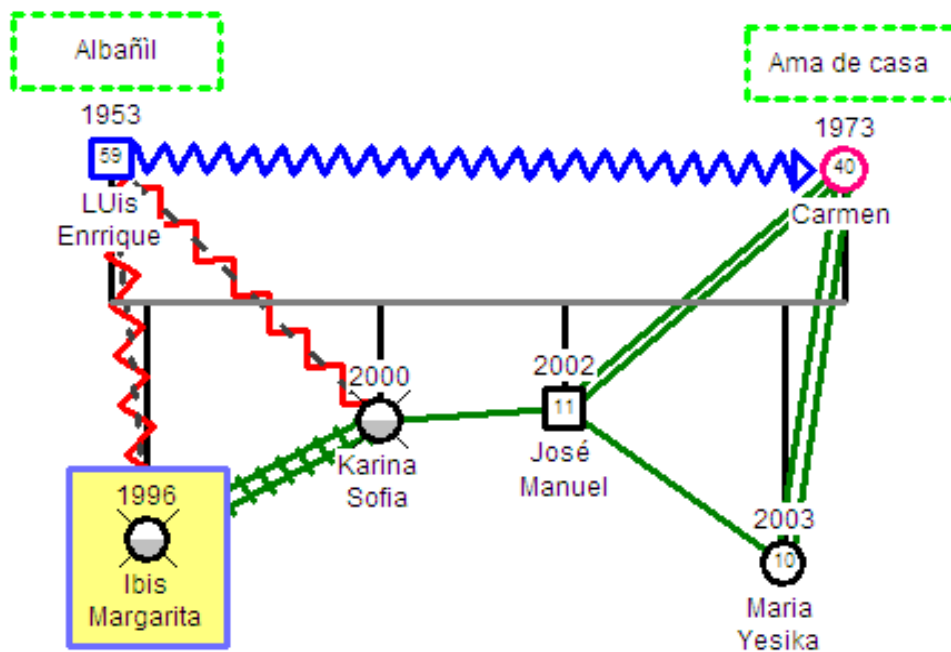 Albañìl
Ama de casa
1953
1973
59
40
LUis
Enrrique
Carmen
2000
2002
11
Karina
Sofia
José
Manuel
1996
Ibis
Margarita
2003
10
Maria
Yesika